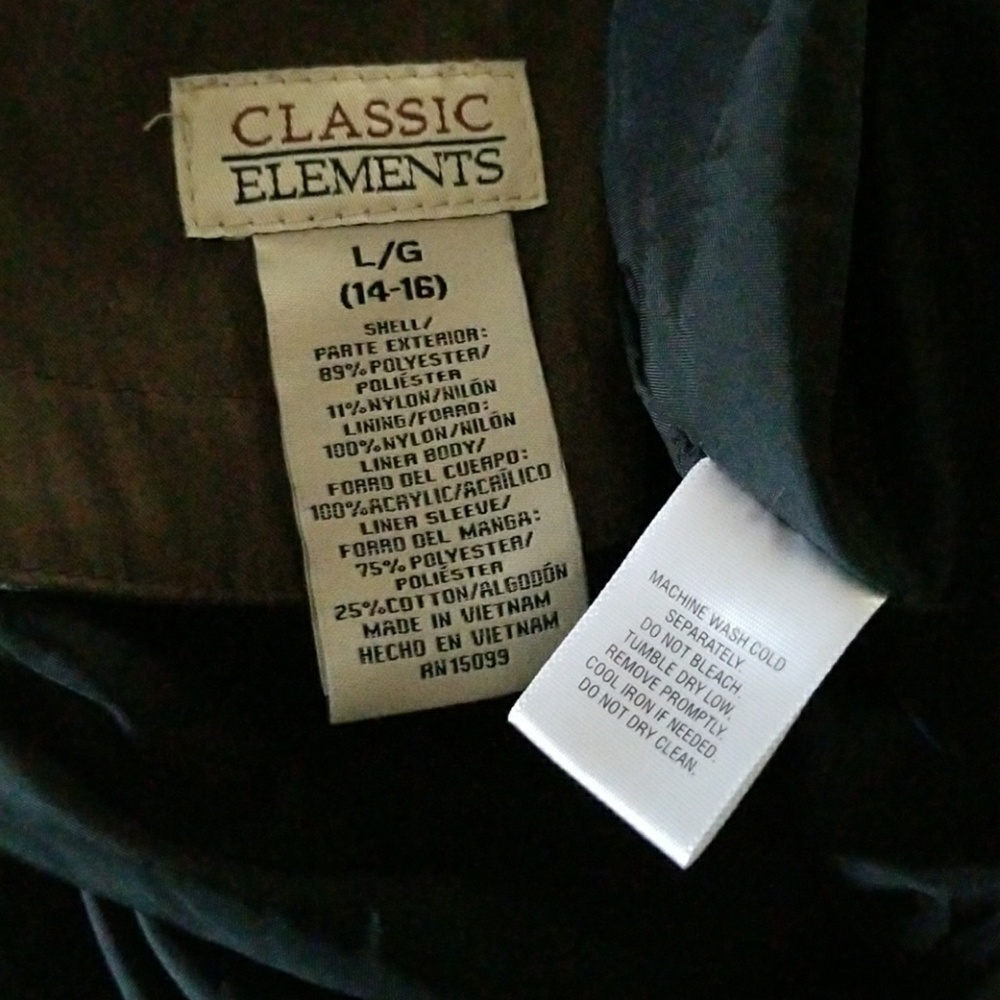 CLASSIC
ELEMENTS
L/G
(14-16)
SHELL/
PARTE EXTERIOR:
89% POLYESTER/
POLIÉSTER
11% NYLON/NILÓN
LINING/FORRO:
100% NYLON/NILÓN
LINER BODY/
FORRO DEL CUERPO:
100% ACRYLIC/ACRÍLICO
LINER SLEEVE/
FORRO DEL MANGA:
75% POLYESTER/
POLIÉSTER
25% COTTON/ALGODÓN
MADE IN VIETNAM
HECHO EN VIETNAM
RN 15099
MACHINE WASH COLD
SEPARATELY.
DO NOT BLEACH.
TUMBLE DRY LOW.
REMOVE PROMPTLY.
COOL IRON IF NEEDED.
DO NOT DRY CLEAN.